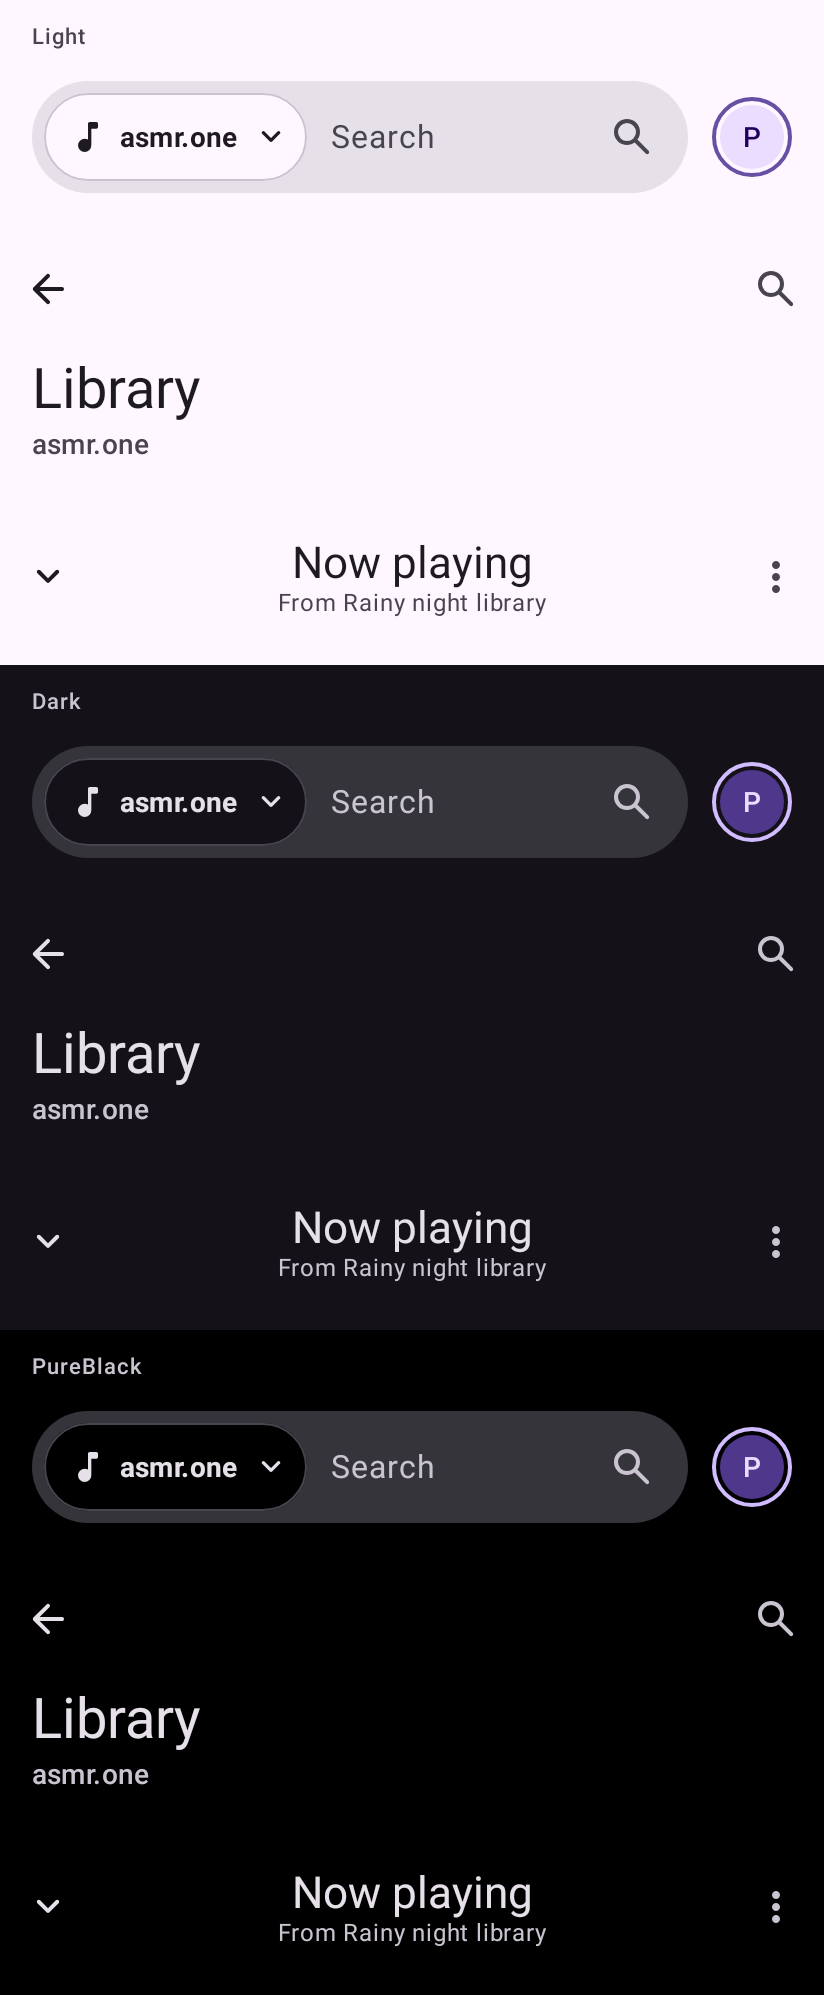 Light
asmr.one Search P
Library
asmr.one
Now playing
From Rainy night library
Dark
asmr.one Search P
Library
asmr.one
Now playing
From Rainy night library
PureBlack
asmr.one Search P
Library
asmr.one
Now playing
From Rainy night library